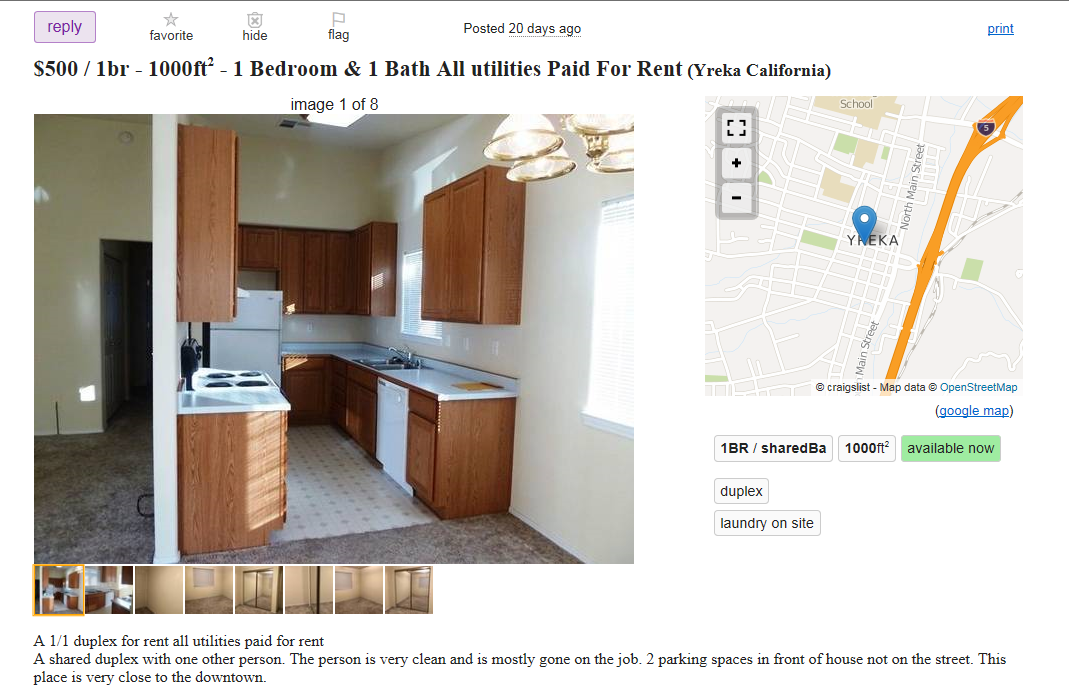 reply
favorite
hide
flag
Posted 20 days ago
print
$500 / 1br - 1000ft² - 1 Bedroom & 1 Bath All utilities Paid For Rent (Yreka California)
image 1 of 8
School
5
+
−
North Main Street
YREKA
Main Street
© craigslist - Map data © OpenStreetMap
(google map)
1BR / sharedBa
1000ft²
available now
duplex
laundry on site
A 1/1 duplex for rent all utilities paid for rent
A shared duplex with one other person. The person is very clean and is mostly gone on the job. 2 parking spaces in front of house not on the street. This
place is very close to the downtown.